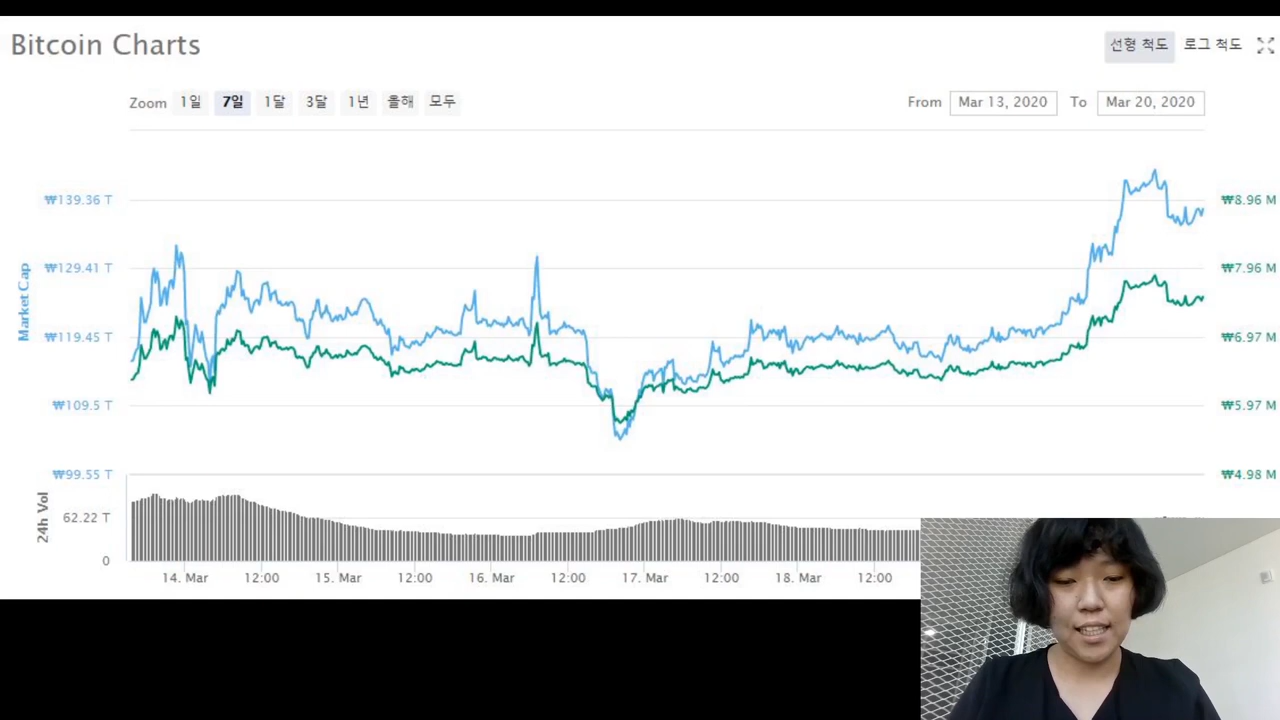 Bitcoin Charts
선형 척도 로그 척도
Zoom 1일 7일 1달 3달 1년 올해 모두
From Mar 13, 2020 To Mar 20, 2020
₩139.36 T ₩8.96 M
₩129.41 T ₩7.96 M
Market Cap
₩119.45 T ₩6.97 M
₩109.5 T ₩5.97 M
₩99.55 T ₩4.98 M
24h Vol
62.22 T
0
14. Mar 12:00 15. Mar 12:00 16. Mar 12:00 17. Mar 12:00 18. Mar 12:00